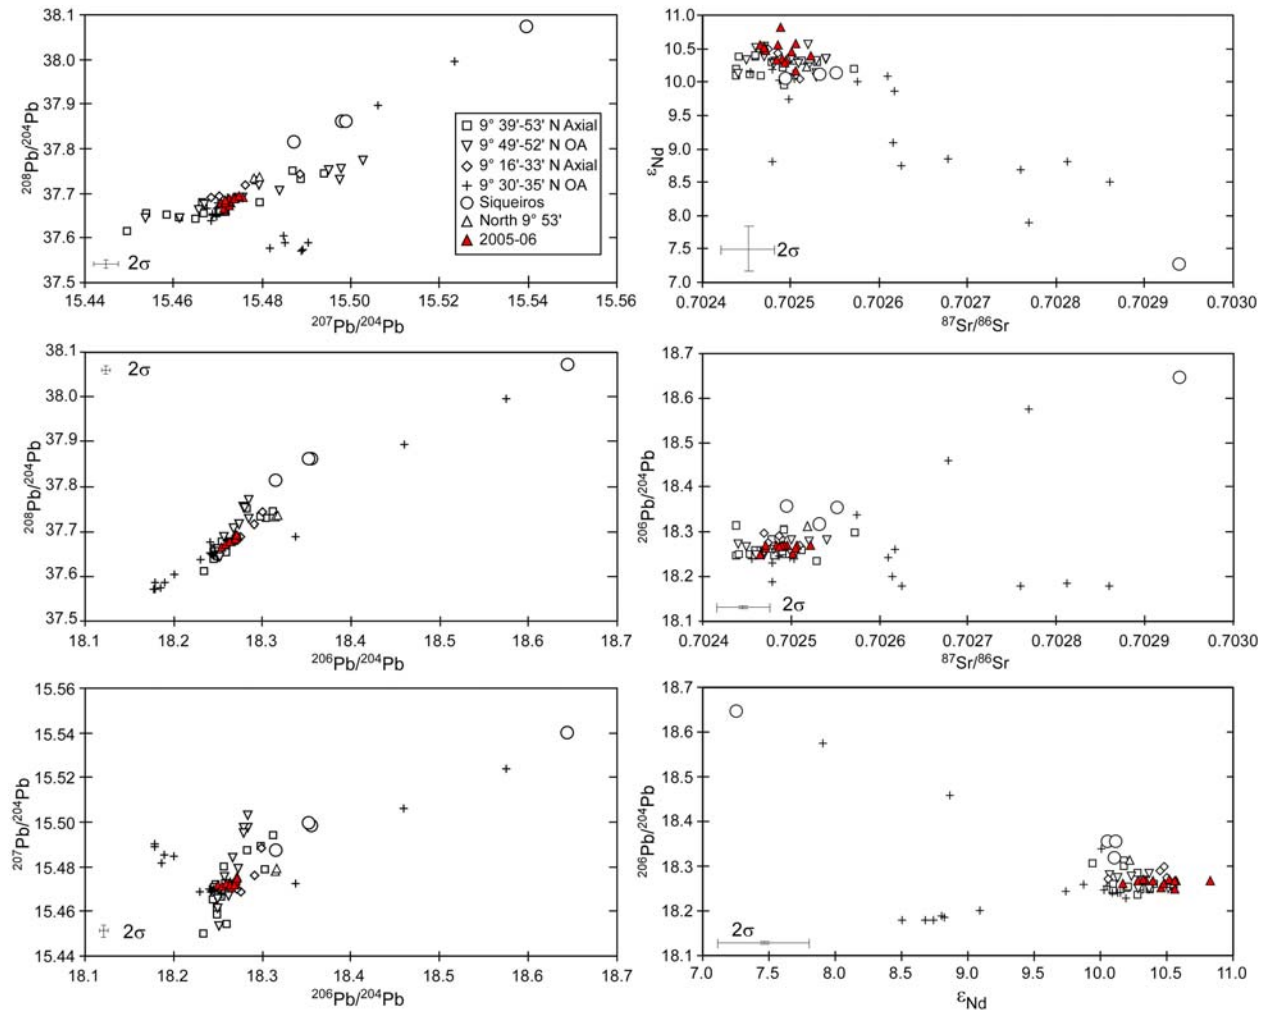 38.1
38.0
37.9
37.8
37.7
37.6
37.5
²⁰⁸Pb/²⁰⁴Pb
9° 39'-53' N Axial
9° 49'-52' N OA
9° 16'-33' N Axial
9° 30'-35' N OA
Siqueiros
North 9° 53'
2005-06
2σ
15.44 15.46 15.48 15.50 15.52 15.54 15.56
²⁰⁷Pb/²⁰⁴Pb
11.0
10.5
10.0
9.5
9.0
8.5
8.0
7.5
7.0
εNd
2σ
0.7024 0.7025 0.7026 0.7027 0.7028 0.7029 0.7030
⁸⁷Sr/⁸⁶Sr
38.1
38.0
37.9
37.8
37.7
37.6
37.5
²⁰⁸Pb/²⁰⁴Pb
2σ
18.1 18.2 18.3 18.4 18.5 18.6 18.7
²⁰⁶Pb/²⁰⁴Pb
18.7
18.6
18.5
18.4
18.3
18.2
18.1
²⁰⁶Pb/²⁰⁴Pb
2σ
0.7024 0.7025 0.7026 0.7027 0.7028 0.7029 0.7030
⁸⁷Sr/⁸⁶Sr
15.56
15.54
15.52
15.50
15.48
15.46
15.44
²⁰⁷Pb/²⁰⁴Pb
2σ
18.1 18.2 18.3 18.4 18.5 18.6 18.7
²⁰⁶Pb/²⁰⁴Pb
18.7
18.6
18.5
18.4
18.3
18.2
18.1
²⁰⁶Pb/²⁰⁴Pb
2σ
7.0 7.5 8.0 8.5 9.0 9.5 10.0 10.5 11.0
εNd